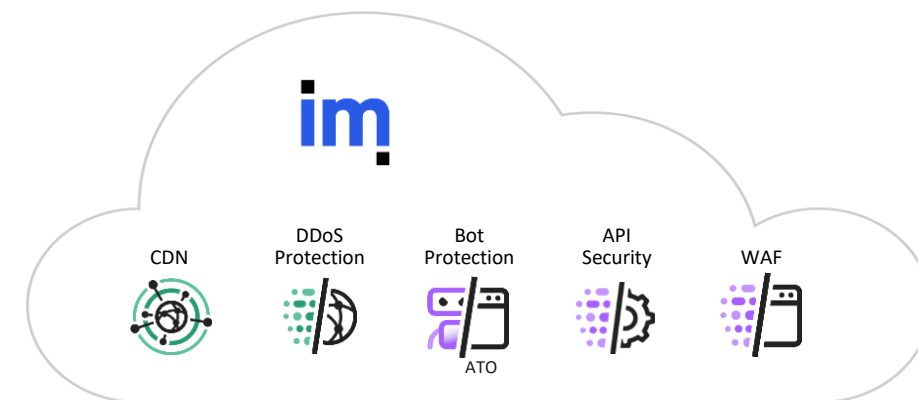 im
CDN
DDoS
Protection
Bot
Protection
API
Security
WAF
ATO